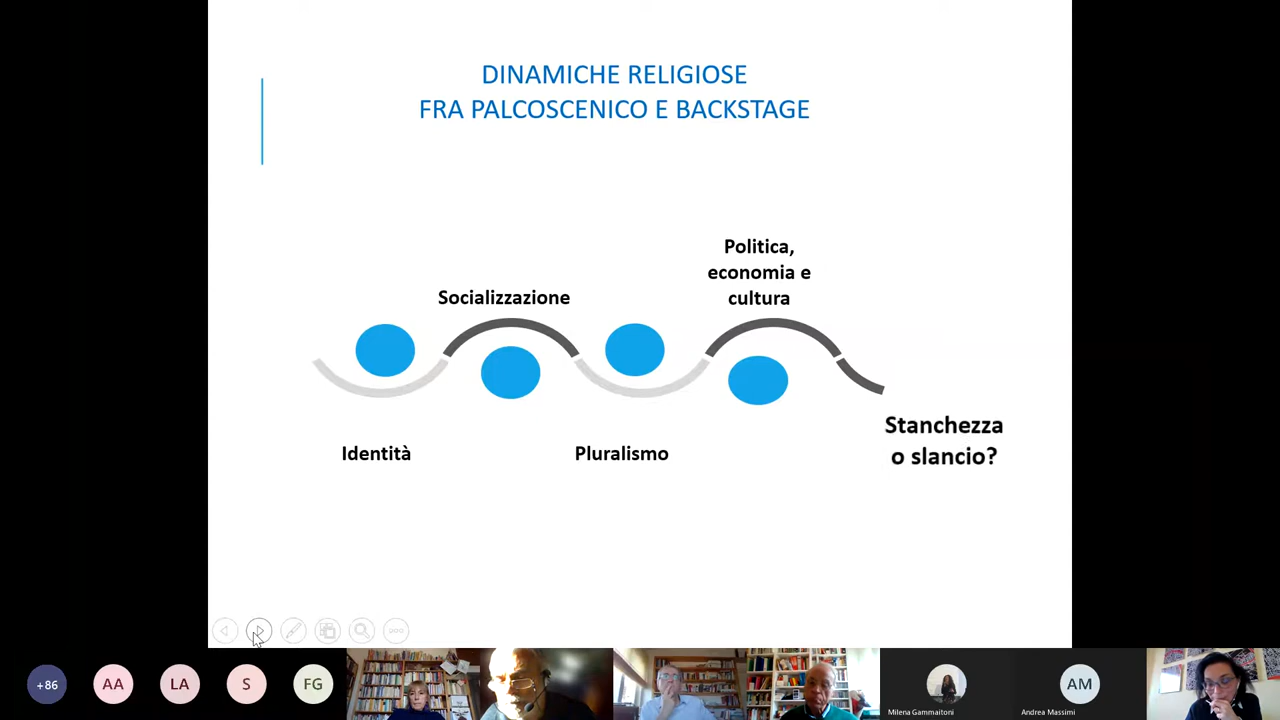 DINAMICHE RELIGIOSE
FRA PALCOSCENICO E BACKSTAGE
Politica,
economia e
cultura
Socializzazione
Identità
Pluralismo
Stanchezza
o slancio?
+86
AA
LA
S
FG
AM
Milena Gammaitoni
Andrea Massimi